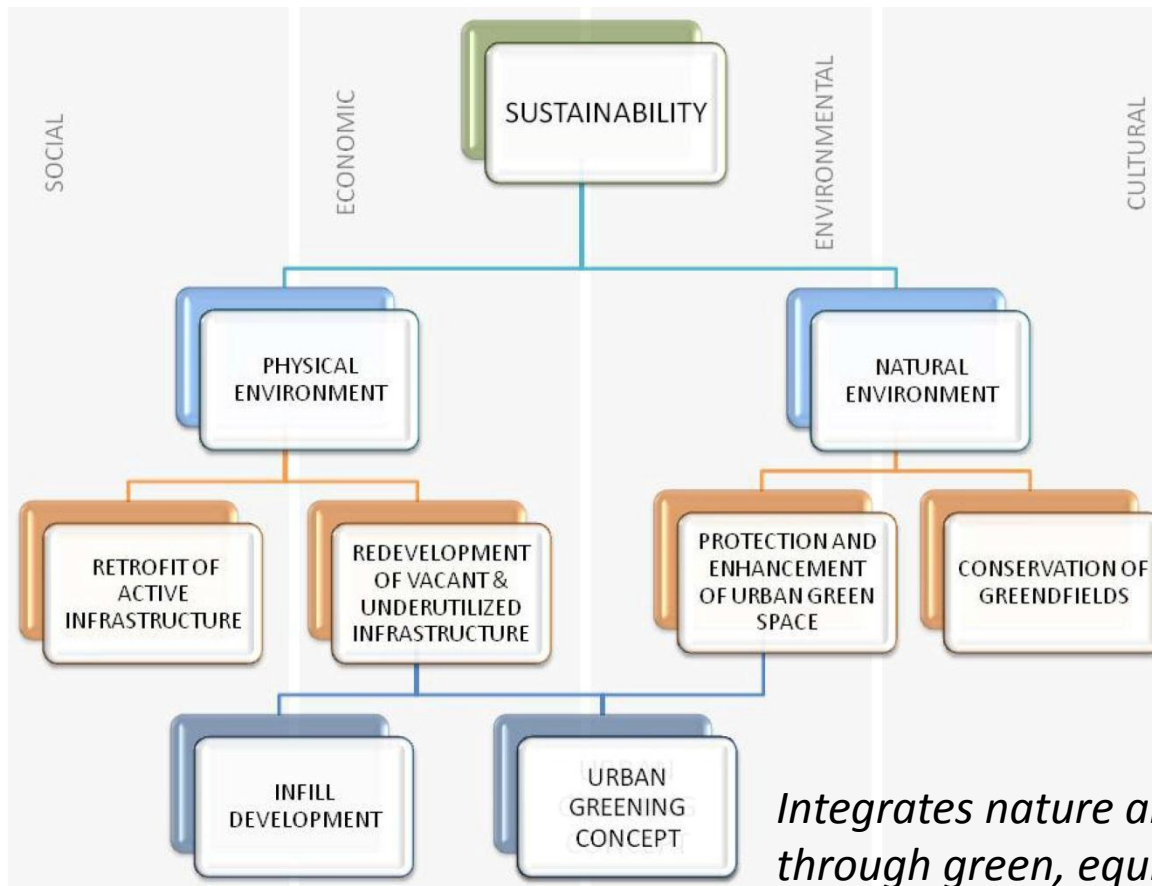 SOCIAL
ECONOMIC
ENVIRONMENTAL
CULTURAL
SUSTAINABILITY
PHYSICAL
ENVIRONMENT
NATURAL
ENVIRONMENT
RETROFIT OF
ACTIVE
INFRASTRUCTURE
REDEVELOPMENT
OF VACANT &
UNDERUTILIZED
INFRASTRUCTURE
PROTECTION AND
ENHANCEMENT
OF URBAN GREEN
SPACE
CONSERVATION OF
GREENDFIELDS
INFILL
DEVELOPMENT
URBAN
GREENING
CONCEPT
Integrates nature
through green,